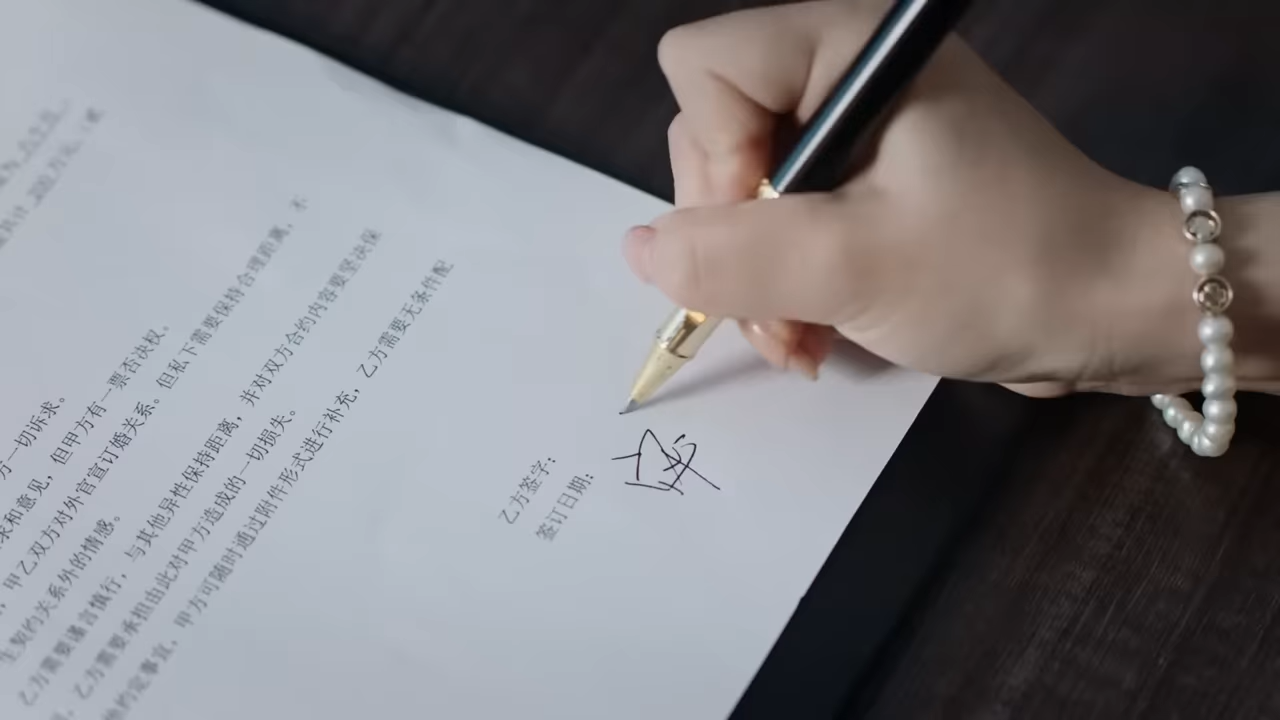 方一切诉求。
求和意见，但甲方有一票否决权。
，甲乙双方对外官宣订婚关系。但私下需要保持合理距离，不
生契约关系外的情感。
乙方需要谨言慎行，与其他异性保持距离，并对双方合约内容要坚决保
，乙方需要承担由此对甲方造成的一切损失。
约定事宜，甲方可随时通过附件形式进行补充，乙方需要无条件配
乙方签字：
签订日期：